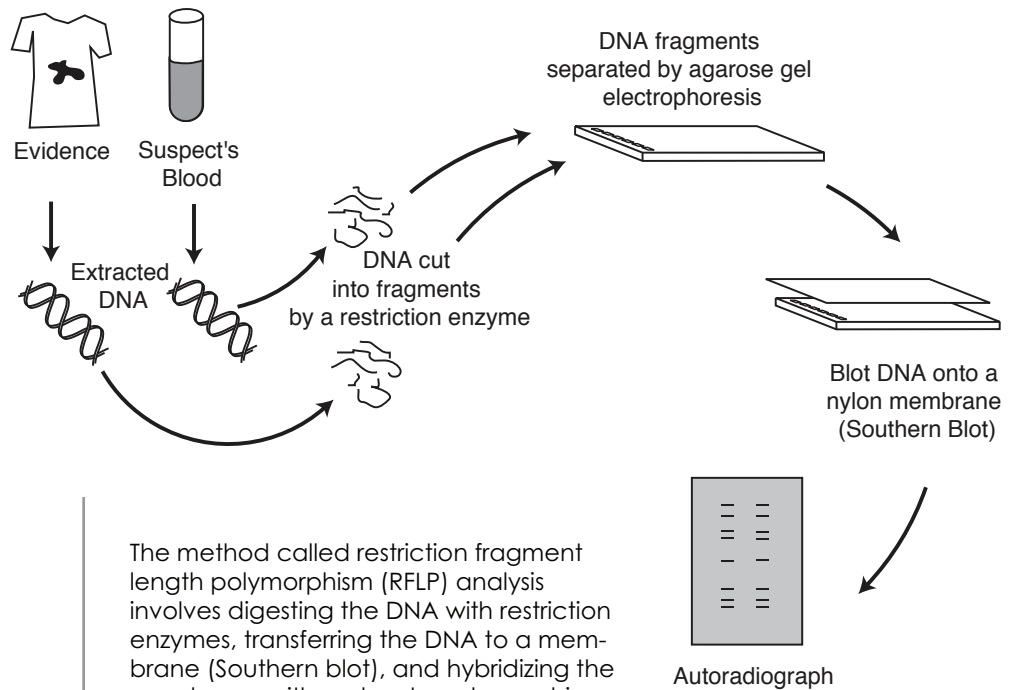 DNA fragments
separated by agarose gel
electrophoresis
Evidence
Suspect's
Blood
Extracted
DNA
DNA cut
into fragments
by a restriction enzyme
Blot DNA onto a
nylon membrane
(Southern Blot)
The method called restriction fragment
length polymorphism (RFLP) analysis
involves digesting the DNA with restriction
enzymes, transferring the DNA to a mem-
brane (Southern blot), and hybridizing the
Autoradiograph